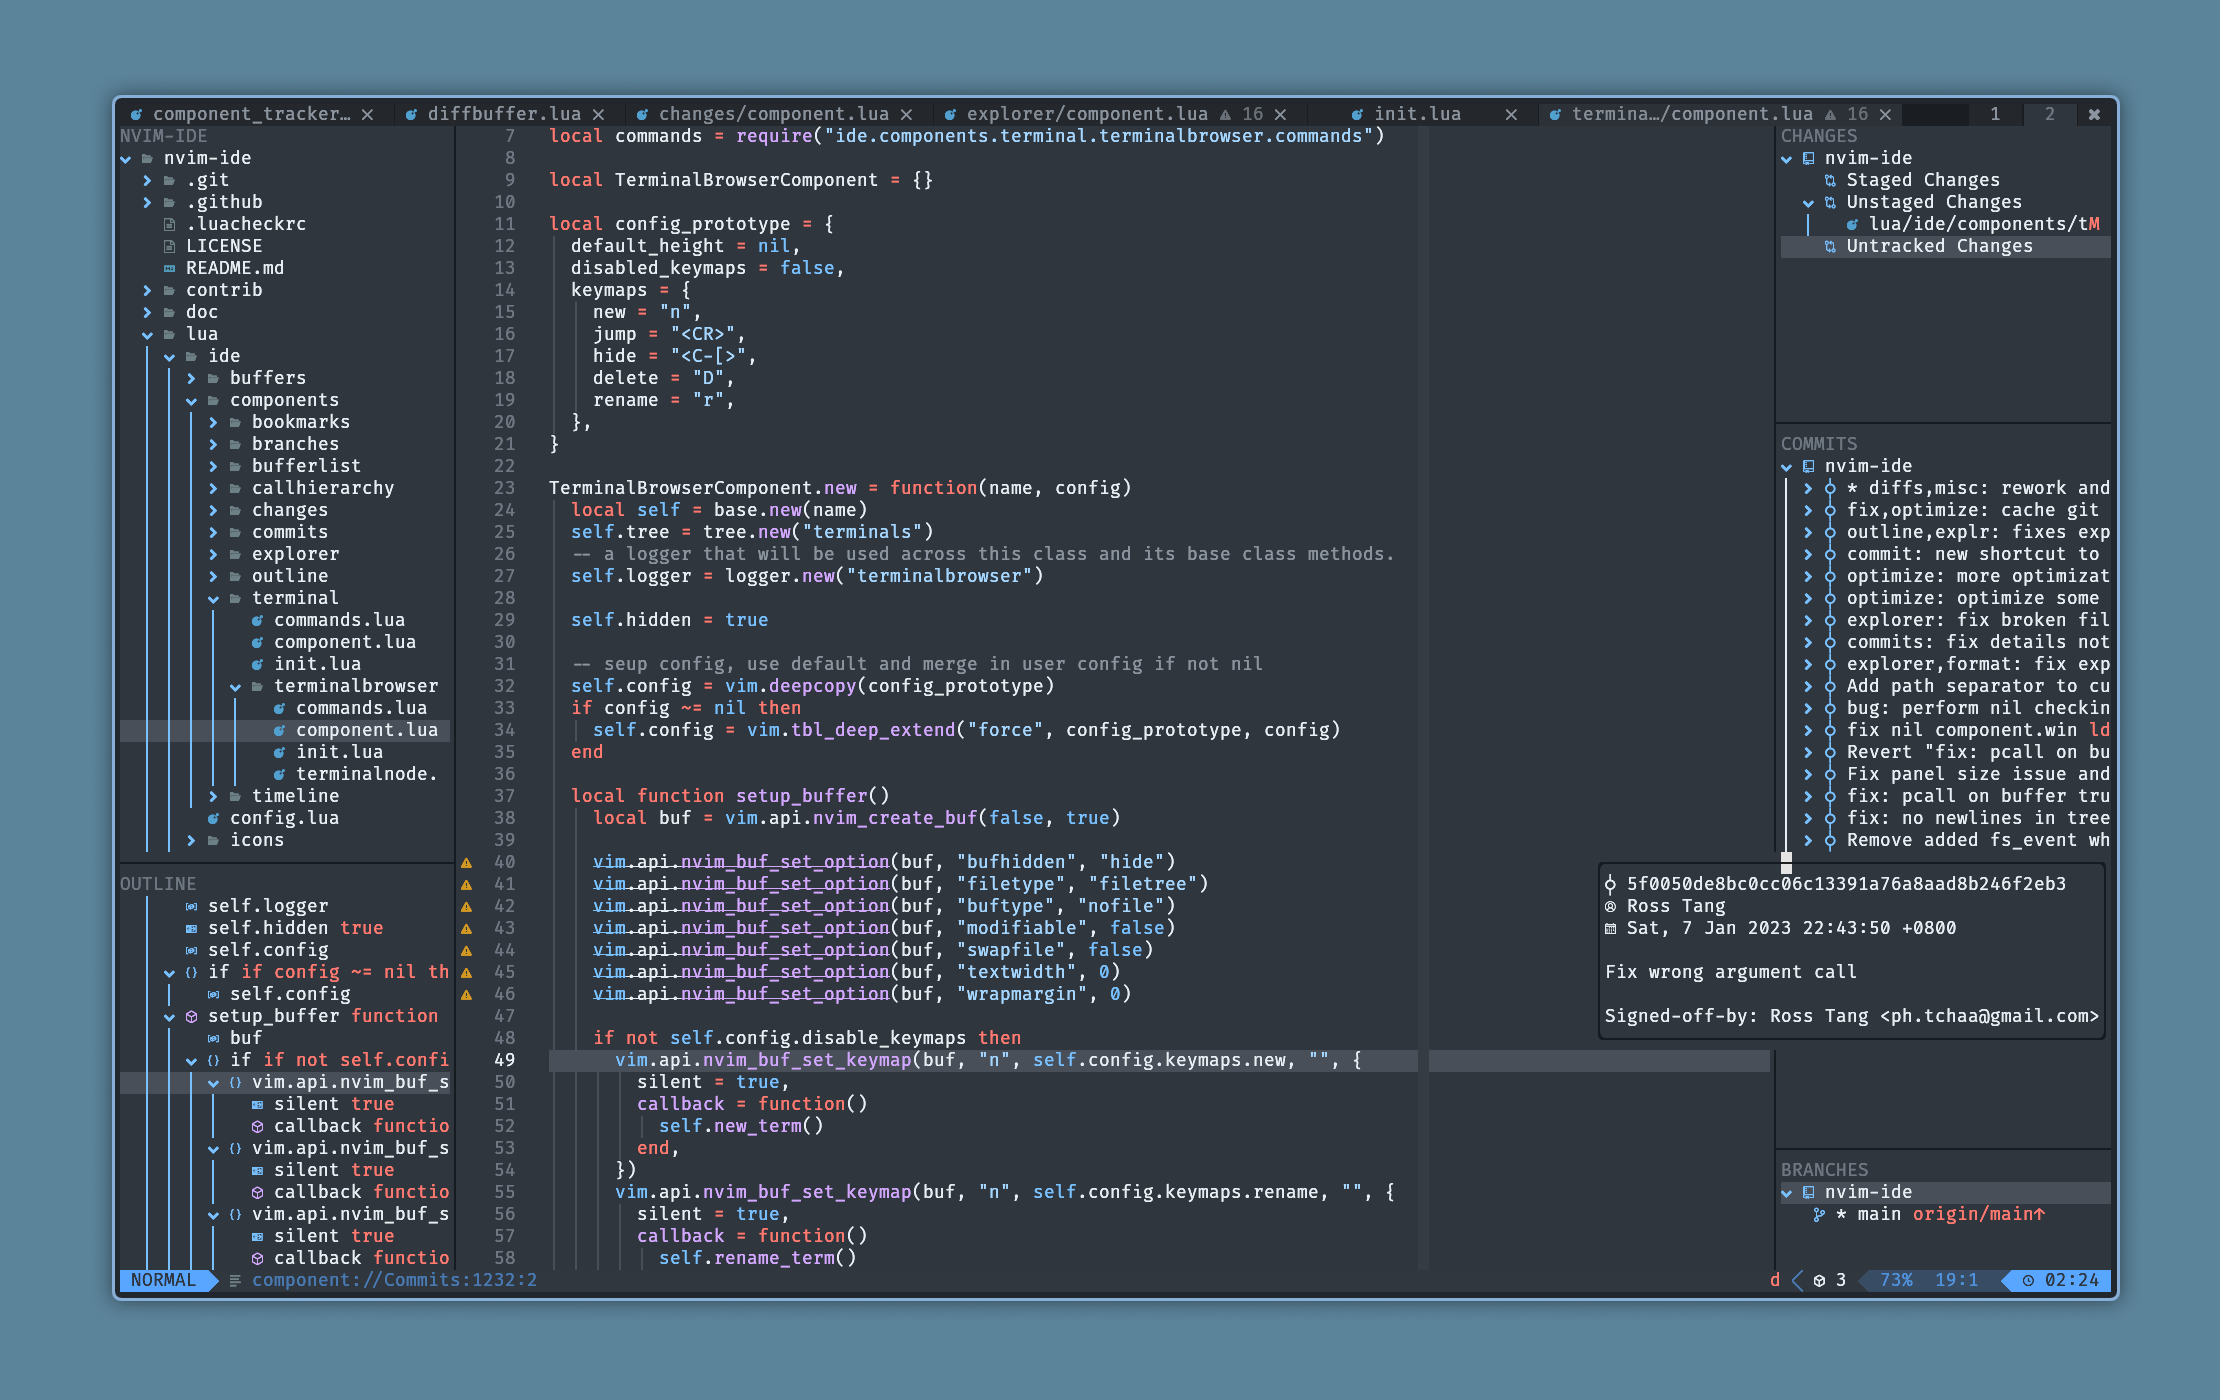 component_tracker… ×
diffbuffer.lua ×
changes/component.lua ×
explorer/component.lua 16 ×
init.lua ×
termina…/component.lua 16 ×
1
2
NVIM-IDE
nvim-ide
.git
.github
.luacheckrc
LICENSE
README.md
contrib
doc
lua
ide
buffers
components
bookmarks
branches
bufferlist
callhierarchy
changes
commits
explorer
outline
terminal
commands.lua
component.lua
init.lua
terminalbrowser
commands.lua
component.lua
init.lua
terminalnode.
timeline
config.lua
icons
OUTLINE
self.logger
self.hidden true
self.config
if if config ~= nil th
self.config
setup_buffer function
buf
if if not self.confi
vim.api.nvim_buf_s
silent true
callback functio
vim.api.nvim_buf_s
silent true
callback functio
vim.api.nvim_buf_s
silent true
callback functio
7 local commands = require("ide.components.terminal.terminalbrowser.commands")
8
9 local TerminalBrowserComponent = {}
10
11 local config_prototype = {
12 default_height = nil,
13 disabled_keymaps = false,
14 keymaps = {
15 new = "n",
16 jump = "<CR>",
17 hide = "<C-[>",
18 delete = "D",
19 rename = "r",
20 },
21 }
22
23 TerminalBrowserComponent.new = function(name, config)
24 local self = base.new(name)
25 self.tree = tree.new("terminals")
26 -- a logger that will be used across this class and its base class methods.
27 self.logger = logger.new("terminalbrowser")
28
29 self.hidden = true
30
31 -- seup config, use default and merge in user config if not nil
32 self.config = vim.deepcopy(config_prototype)
33 if config ~= nil then
34 self.config = vim.tbl_deep_extend("force", config_prototype, config)
35 end
36
37 local function setup_buffer()
38 local buf = vim.api.nvim_create_buf(false, true)
39
40 vim.api.nvim_buf_set_option(buf, "bufhidden", "hide")
41 vim.api.nvim_buf_set_option(buf, "filetype", "filetree")
42 vim.api.nvim_buf_set_option(buf, "buftype", "nofile")
43 vim.api.nvim_buf_set_option(buf, "modifiable", false)
44 vim.api.nvim_buf_set_option(buf, "swapfile", false)
45 vim.api.nvim_buf_set_option(buf, "textwidth", 0)
46 vim.api.nvim_buf_set_option(buf, "wrapmargin", 0)
47
48 if not self.config.disable_keymaps then
49 vim.api.nvim_buf_set_keymap(buf, "n", self.config.keymaps.new, "", {
50 silent = true,
51 callback = function()
52 self.new_term()
53 end,
54 })
55 vim.api.nvim_buf_set_keymap(buf, "n", self.config.keymaps.rename, "", {
56 silent = true,
57 callback = function()
58 self.rename_term()
CHANGES
nvim-ide
Staged Changes
Unstaged Changes
lua/ide/components/tM
Untracked Changes
COMMITS
nvim-ide
* diffs,misc: rework and
fix,optimize: cache git
outline,explr: fixes exp
commit: new shortcut to
optimize: more optimizat
optimize: optimize some
explorer: fix broken fil
commits: fix details not
explorer,format: fix exp
Add path separator to cu
bug: perform nil checkin
fix nil component.win ld
Revert "fix: pcall on bu
Fix panel size issue and
fix: pcall on buffer tru
fix: no newlines in tree
Remove added fs_event wh
5f0050de8bc0cc06c13391a76a8aad8b246f2eb3
Ross Tang
Sat, 7 Jan 2023 22:43:50 +0800
Fix wrong argument call
Signed-off-by: Ross Tang <ph.tchaa@gmail.com>
BRANCHES
nvim-ide
* main origin/main↑
NORMAL component://Commits:1232:2
d 3 73% 19:1 02:24